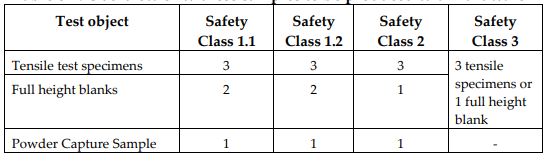 Test object Safety Class 1.1 Safety Class 1.2 Safety Class 2 Safety Class 3
Tensile test specimens 3 3 3 3 tensile specimens or 1 full height blank
Full height blanks 2 2 1
Powder Capture Sample 1 1 1 -